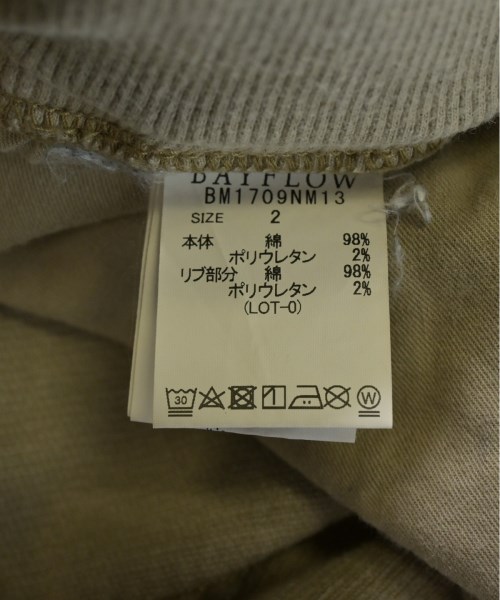 BAYFLOW
BM1709NM13
SIZE 2
本体 綿 98%
ポリウレタン 2%
リブ部分 綿 98%
ポリウレタン 2%
(LOT-0)
30 W